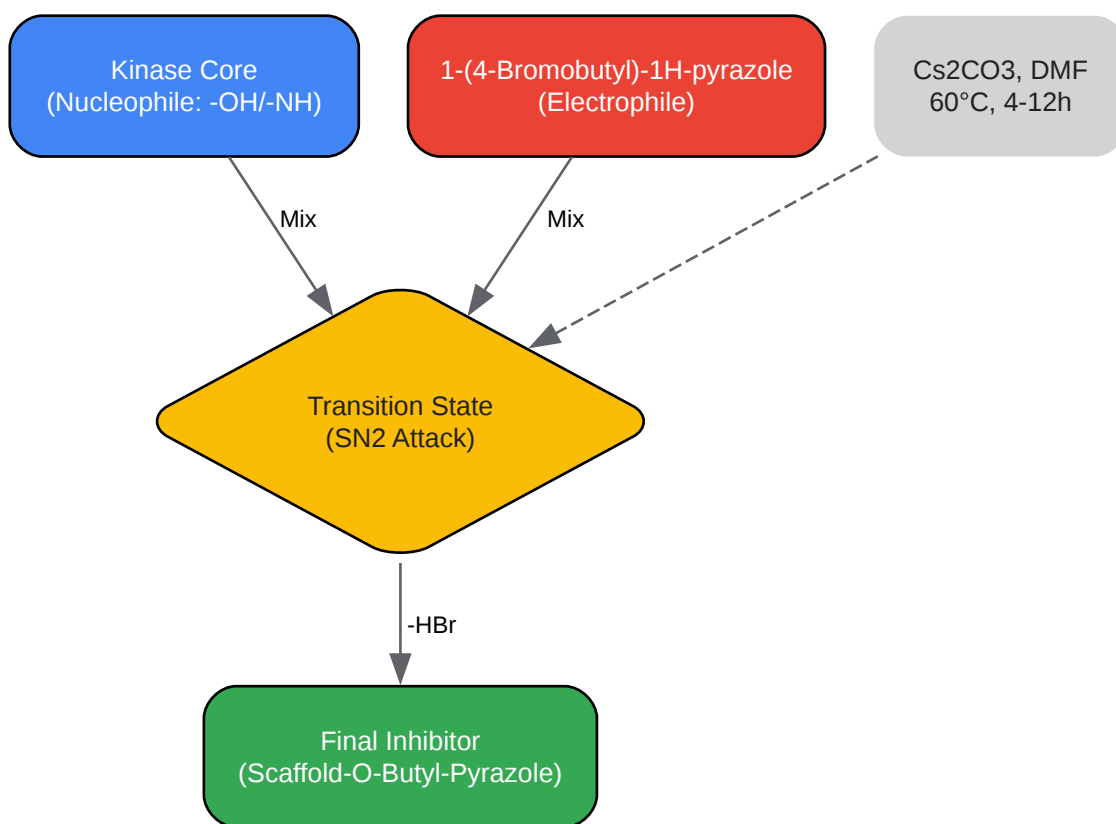 Kinase Core
(Nucleophile: -OH/-NH)
1-(4-Bromobutyl)-1H-pyrazole
(Electrophile)
Cs2CO3, DMF
60°C, 4-12h
Mix
Mix
Transition State
(SN2 Attack)
-HBr
Final Inhibitor
(Scaffold-O-Butyl-Pyrazole)